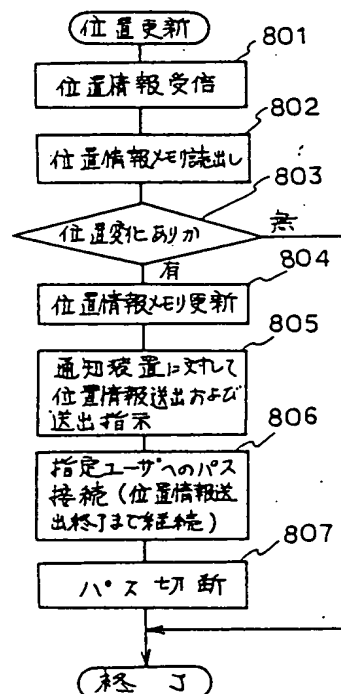 位置更新
801
位置情報受信
802
位置情報メモリ読出し
803
位置変化ありか
無
有
804
位置情報メモリ更新
805
通知装置に対して
位置情報送出および
送出指示
806
指定ユーザへのパス
接続(位置情報送
出終了まで継続)
807
パス切断
終了